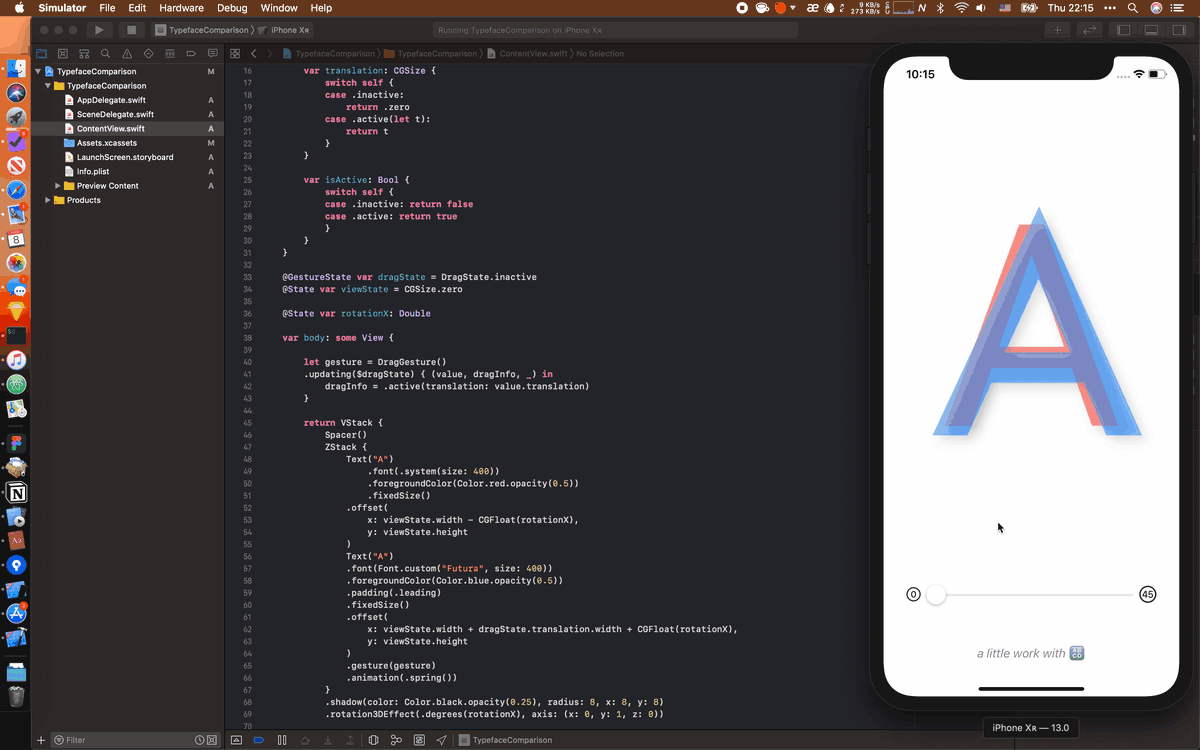 Simulator File Edit Hardware Debug Window Help
9 KB/s
273 KB/s
Thu 22:15
TypefaceComparison iPhone XR
Running TypefaceComparison on iPhone XR
TypefaceComparison M
TypefaceComparison
AppDelegate.swift A
SceneDelegate.swift A
ContentView.swift A
Assets.xcassets M
LaunchScreen.storyboard A
Info.plist A
Preview Content A
Products
Filter
TypefaceComparison TypefaceComparison ContentView.swift No Selection
16 var translation: CGSize {
17 switch self {
18 case .inactive:
19 return .zero
20 case .active(let t):
21 return t
22 }
23 }
24
25 var isActive: Bool {
26 switch self {
27 case .inactive: return false
28 case .active: return true
29 }
30 }
31 }
32
33 @GestureState var dragState = DragState.inactive
34 @State var viewState = CGSize.zero
35
36 @State var rotationX: Double
37
38 var body: some View {
39
40 let gesture = DragGesture()
41 .updating($dragState) { (value, dragInfo, _) in
42 dragInfo = .active(translation: value.translation)
43 }
44
45 return VStack {
46 Spacer()
47 ZStack {
48 Text("A")
49 .font(.system(size: 400))
50 .foregroundColor(Color.red.opacity(0.5))
51 .fixedSize()
52 .offset(
53 x: viewState.width - CGFloat(rotationX),
54 y: viewState.height
55 )
56 Text("A")
57 .font(Font.custom("Futura", size: 400))
58 .foregroundColor(Color.blue.opacity(0.5))
59 .padding(.leading)
60 .fixedSize()
61 .offset(
62 x: viewState.width + dragState.translation.width + CGFloat(rotationX),
63 y: viewState.height
64 )
65 .gesture(gesture)
66 .animation(.spring())
67 }
68 .shadow(color: Color.black.opacity(0.25), radius: 8, x: 8, y: 8)
69 .rotation3DEffect(.degrees(rotationX), axis: (x: 0, y: 1, z: 0))
70
TypefaceComparison
10:15
A
0 45
a little work with
iPhone XR — 13.0